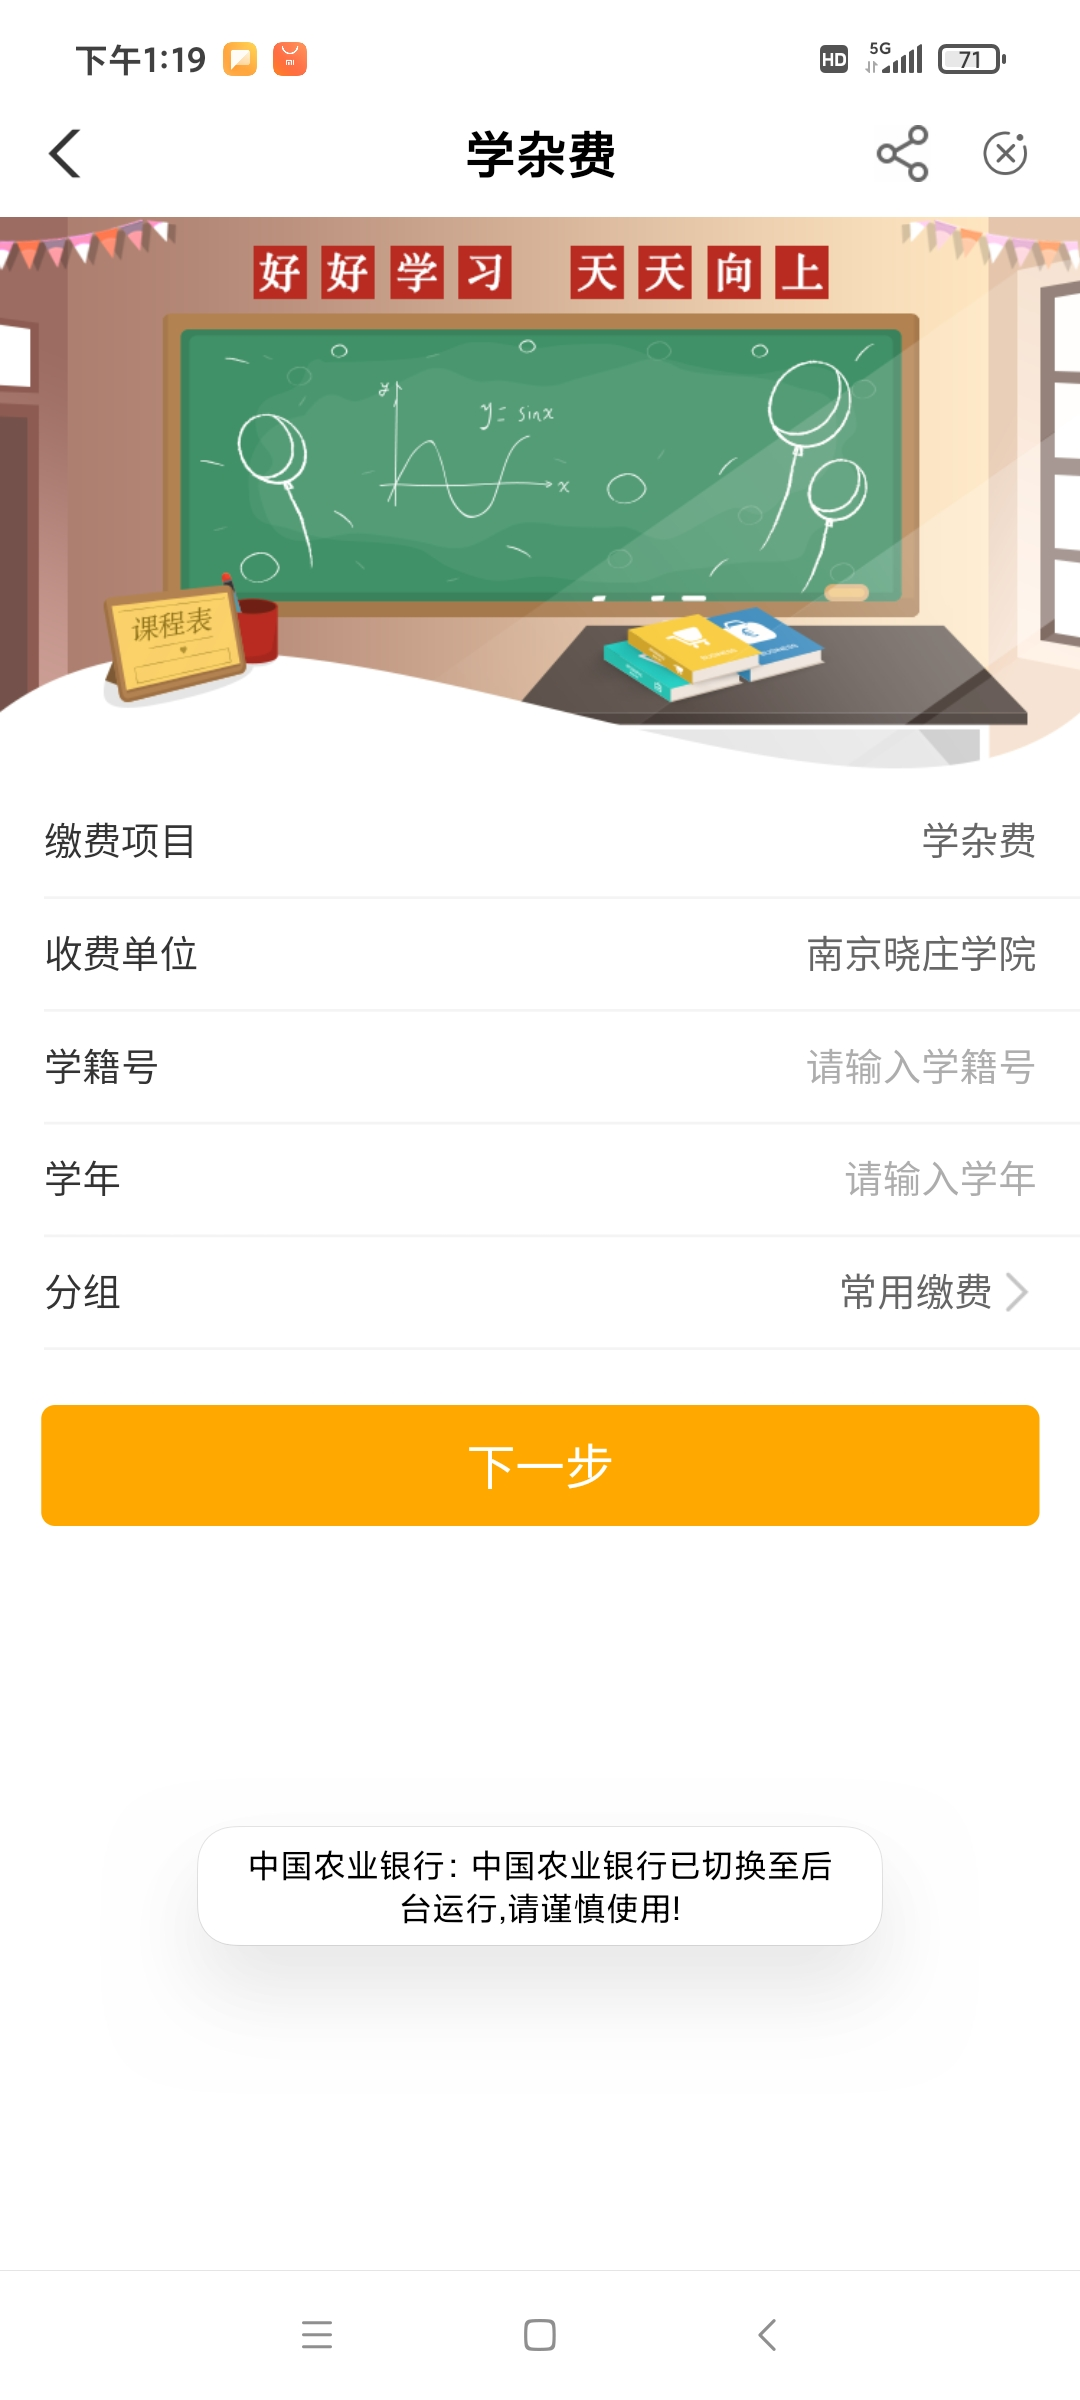 下午1:19
HD 5G 71
学杂费
好好学习 天天向上
y
y = sinx
x
课程表
BUSINESS
BUSINESS
缴费项目 学杂费
收费单位 南京晓庄学院
学籍号 请输入学籍号
学年 请输入学年
分组 常用缴费
下一步
中国农业银行: 中国农业银行已切换至后
台运行,请谨慎使用!